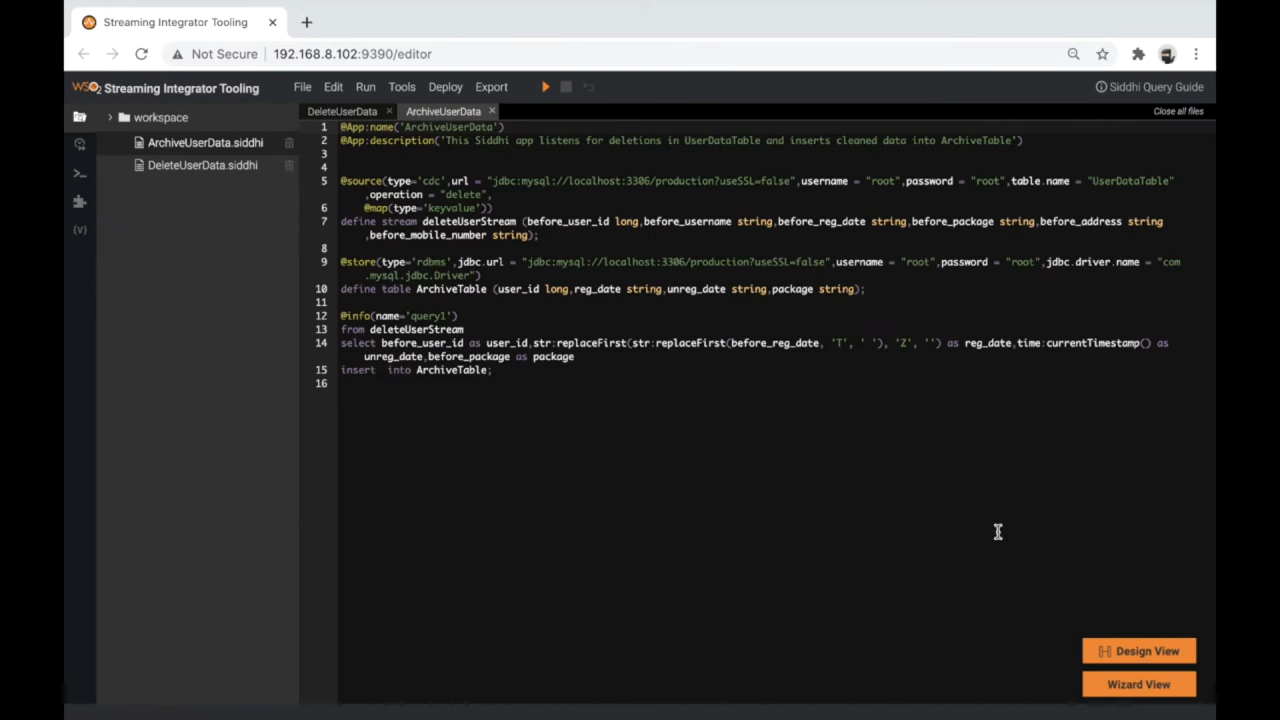 Streaming Integrator Tooling
Not Secure 192.168.8.102:9390/editor
WSO2 Streaming Integrator Tooling File Edit Run Tools Deploy Export Siddhi Query Guide
workspace
ArchiveUserData.siddhi
DeleteUserData.siddhi
DeleteUserData ArchiveUserData Close all files
1 @App:name('ArchiveUserData')
2 @App:description('This Siddhi app listens for deletions in UserDataTable and inserts cleaned data into ArchiveTable')
3
4
5 @source(type='cdc',url = "jdbc:mysql://localhost:3306/production?useSSL=false",username = "root",password = "root",table.name = "UserDataTable"
,operation = "delete",
6 @map(type='keyvalue'))
7 define stream deleteUserStream (before_user_id long,before_username string,before_reg_date string,before_package string,before_address string
,before_mobile_number string);
8
9 @store(type='rdbms',jdbc.url = "jdbc:mysql://localhost:3306/production?useSSL=false",username = "root",password = "root",jdbc.driver.name = "com
.mysql.jdbc.Driver")
10 define table ArchiveTable (user_id long,reg_date string,unreg_date string,package string);
11
12 @info(name='query1')
13 from deleteUserStream
14 select before_user_id as user_id,str:replaceFirst(str:replaceFirst(before_reg_date, 'T', ' '), 'Z', '') as reg_date,time:currentTimestamp() as
unreg_date,before_package as package
15 insert  into ArchiveTable;
16
Design View
Wizard View